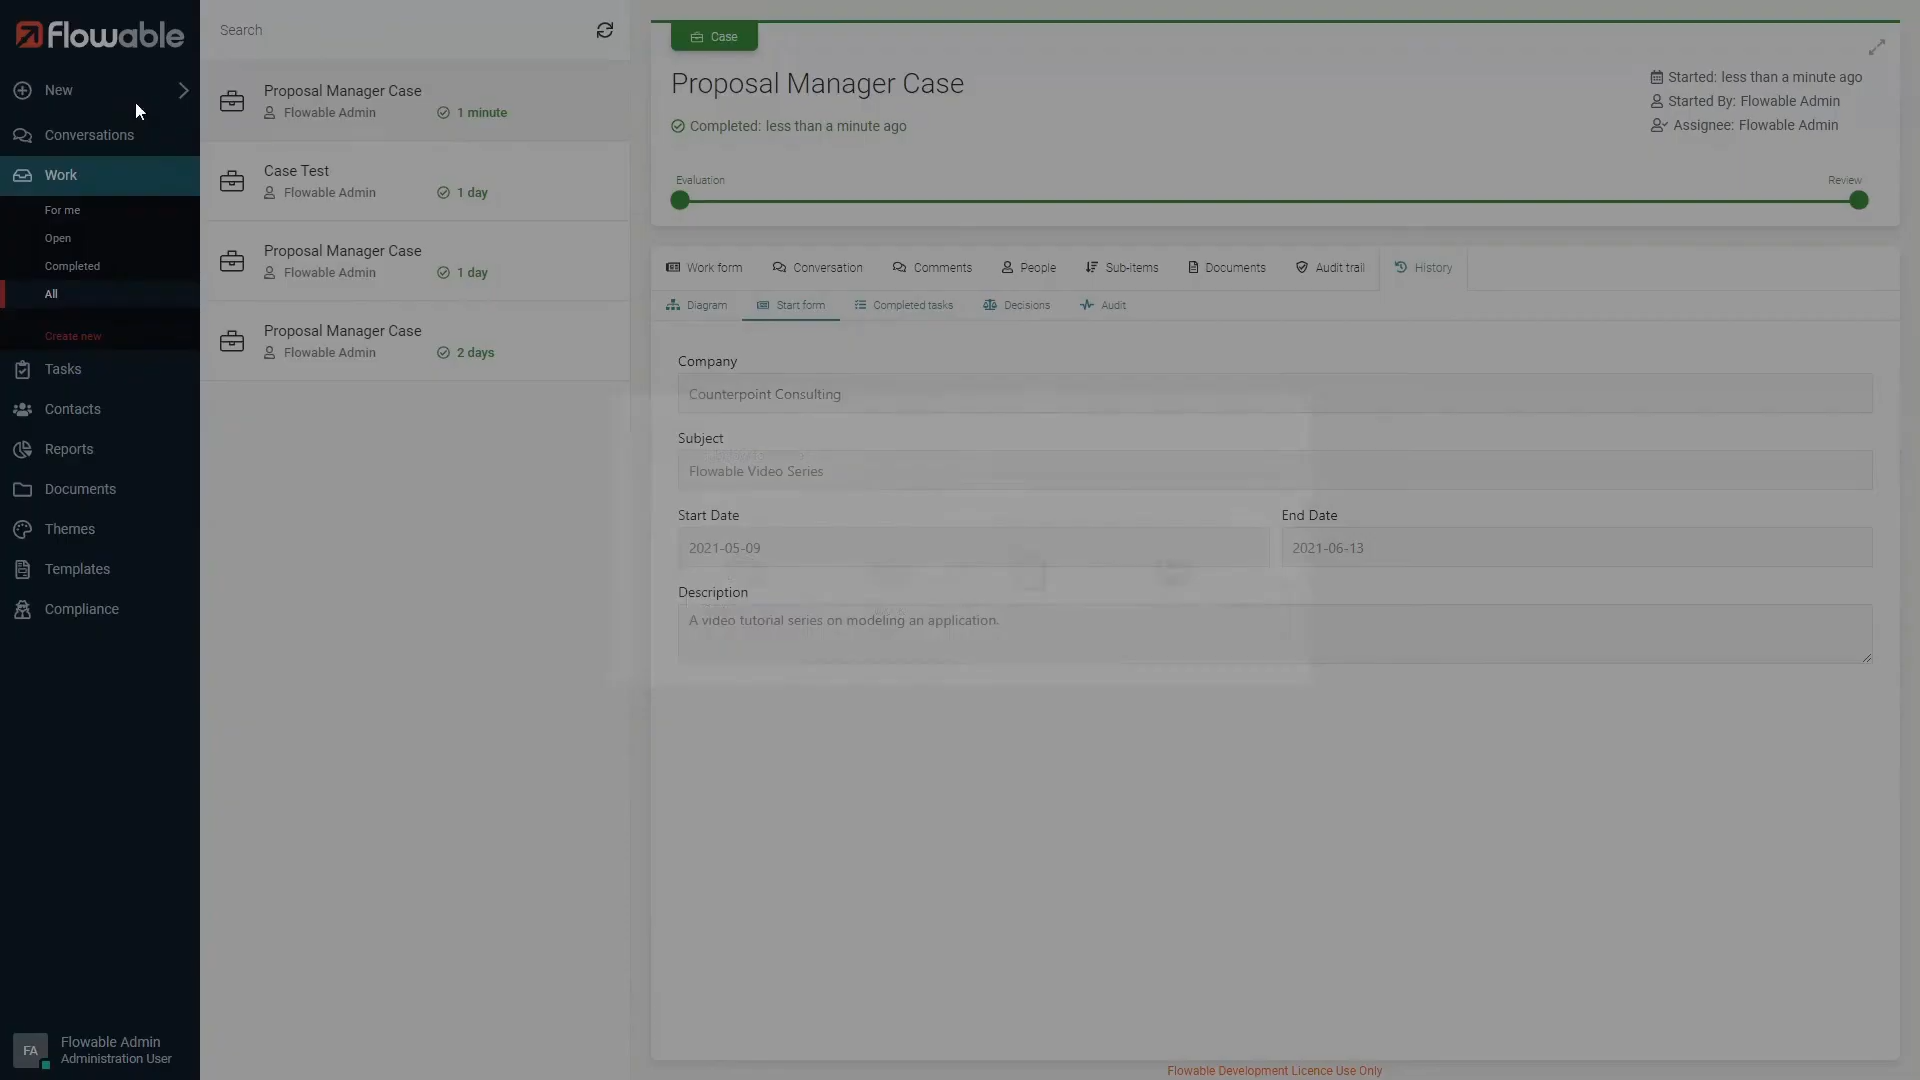 Flowable
New
Conversations
Work
For me
Open
Completed
All
Create new
Tasks
Contacts
Reports
Documents
Themes
Templates
Compliance
FA
Flowable Admin
Administration User
Search
Proposal Manager Case
Flowable Admin 1 minute
Case Test
Flowable Admin 1 day
Proposal Manager Case
Flowable Admin 1 day
Proposal Manager Case
Flowable Admin 2 days
Case
Proposal Manager Case
Completed: less than a minute ago
Started: less than a minute ago
Started By: Flowable Admin
Assignee: Flowable Admin
Evaluation Review
Work form Conversation Comments People Sub-items Documents Audit trail History
Diagram Start form Completed tasks Decisions Audit
Company
Counterpoint Consulting
Subject
Flowable Video Series
Start Date End Date
2021-05-09 2021-06-13
Description
A video tutorial series on modeling an application.
Flowable Development Licence Use Only